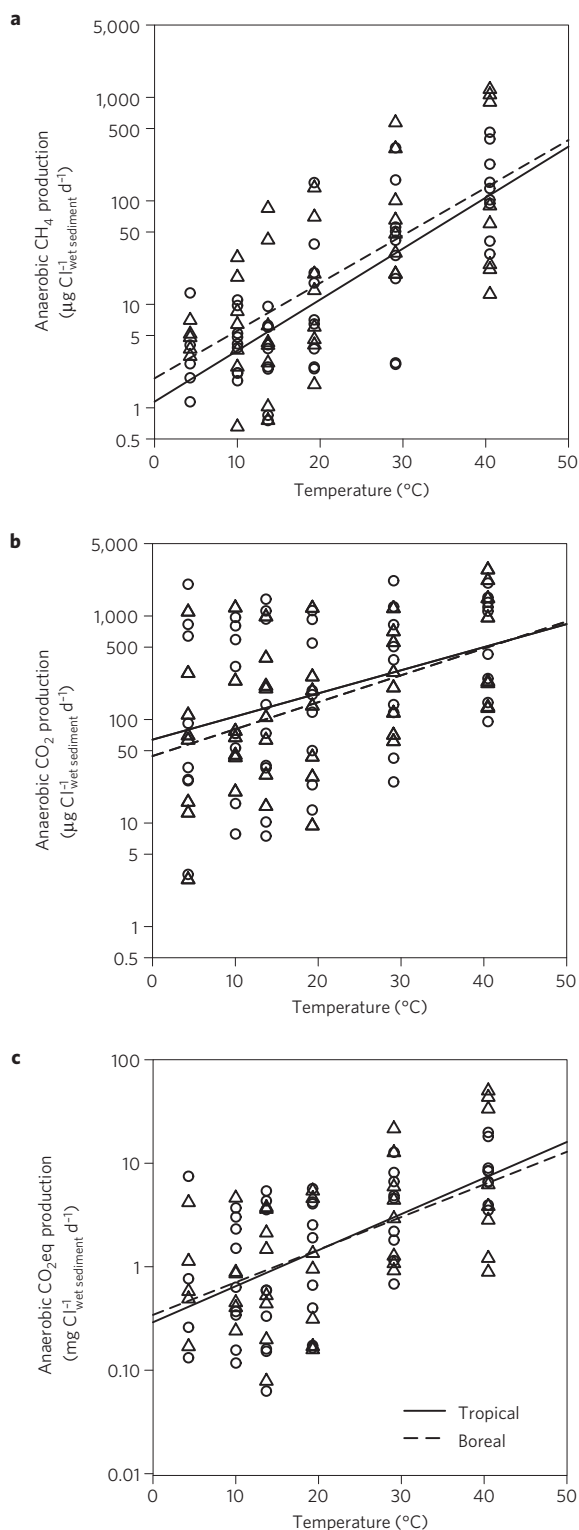 a
5,000
1,000
500
100
50
10
5
1
0.5
Anaerobic CH₄ production
(µg C l⁻¹wet sediment d⁻¹)
0 10 20 30 40 50
Temperature (°C)
b
5,000
1,000
500
100
50
10
5
1
0.5
Anaerobic CO₂ production
(µg C l⁻¹wet sediment d⁻¹)
0 10 20 30 40 50
Temperature (°C)
c
100
10
1
0.10
0.01
Anaerobic CO₂eq production
(mg C l⁻¹wet sediment d⁻¹)
Tropical
Boreal
0 10 20 30 40 50
Temperature (°C)